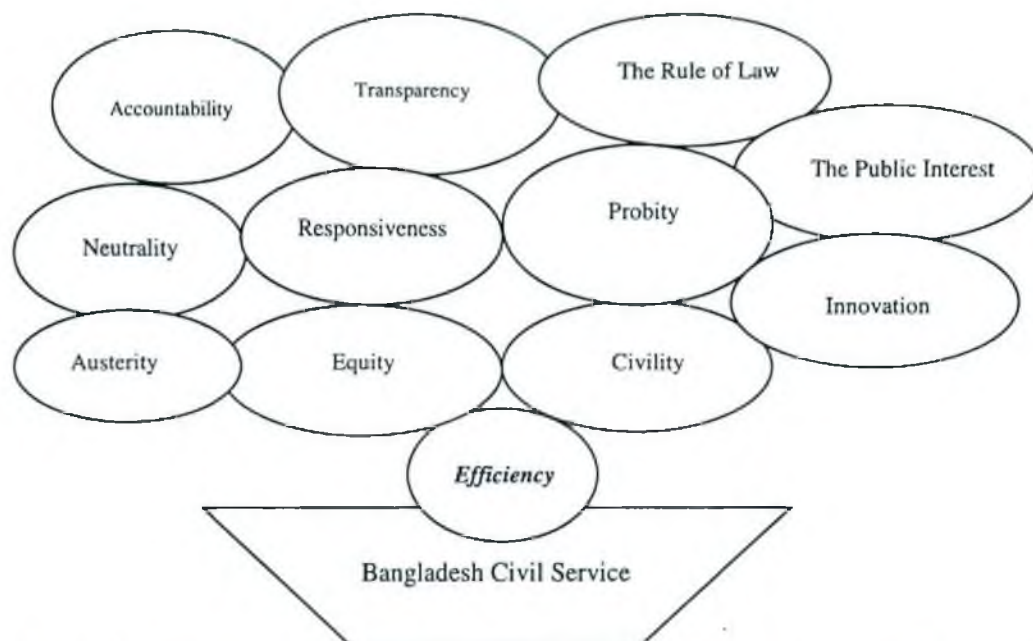 Accountability
Transparency
The Rule of Law
The Public Interest
Neutrality
Responsiveness
Probity
Innovation
Austerity
Equity
Civility
Efficiency
Bangladesh Civil Service